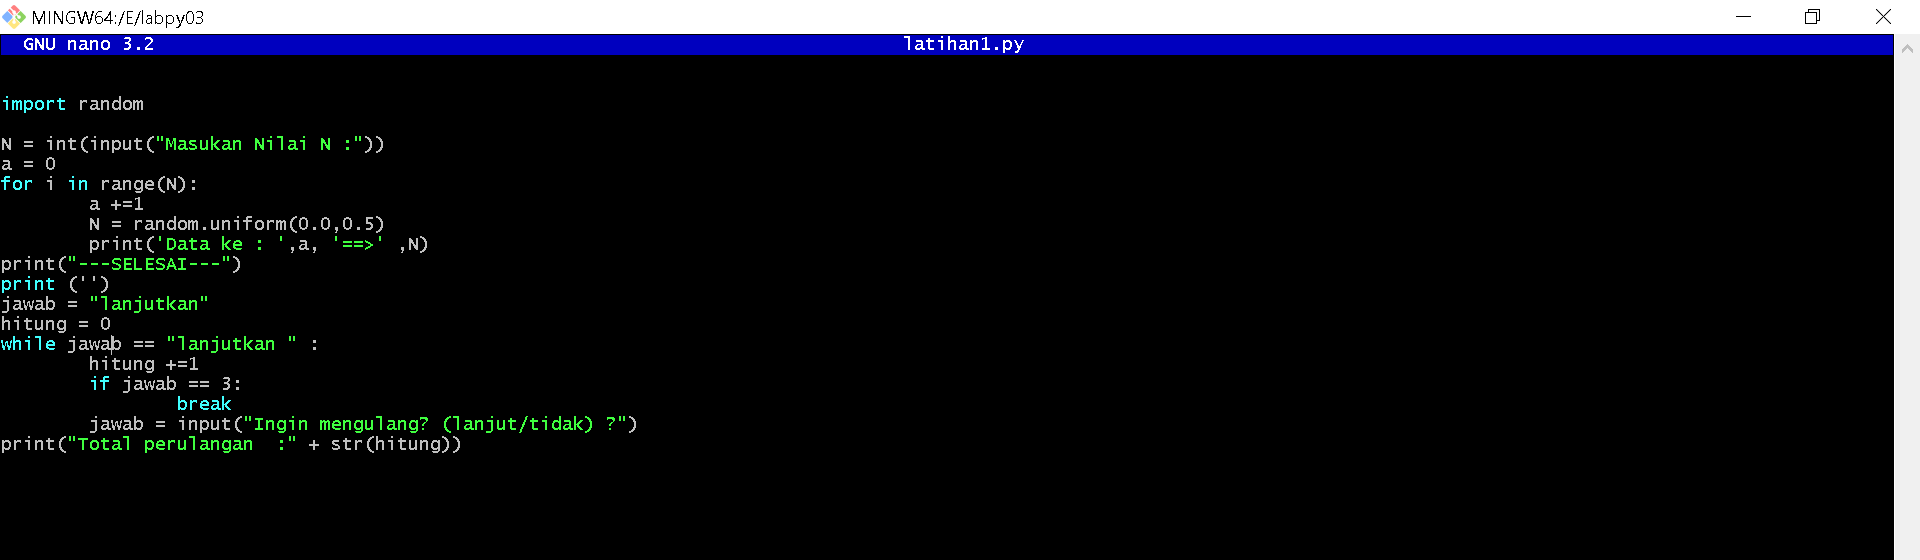 MINGW64:/E/labpy03
GNU nano 3.2 latihan1.py
import random
N = int(input("Masukan Nilai N :"))
a = 0
for i in range(N):
        a +=1
        N = random.uniform(0.0,0.5)
        print('Data ke : ',a, '==>' ,N)
print("---SELESAI---")
print ('')
jawab = "lanjutkan"
hitung = 0
while jawab == "lanjutkan " :
        hitung +=1
        if jawab == 3:
                break
        jawab = input("Ingin mengulang? (lanjut/tidak) ?")
print("Total perulangan  :" + str(hitung))